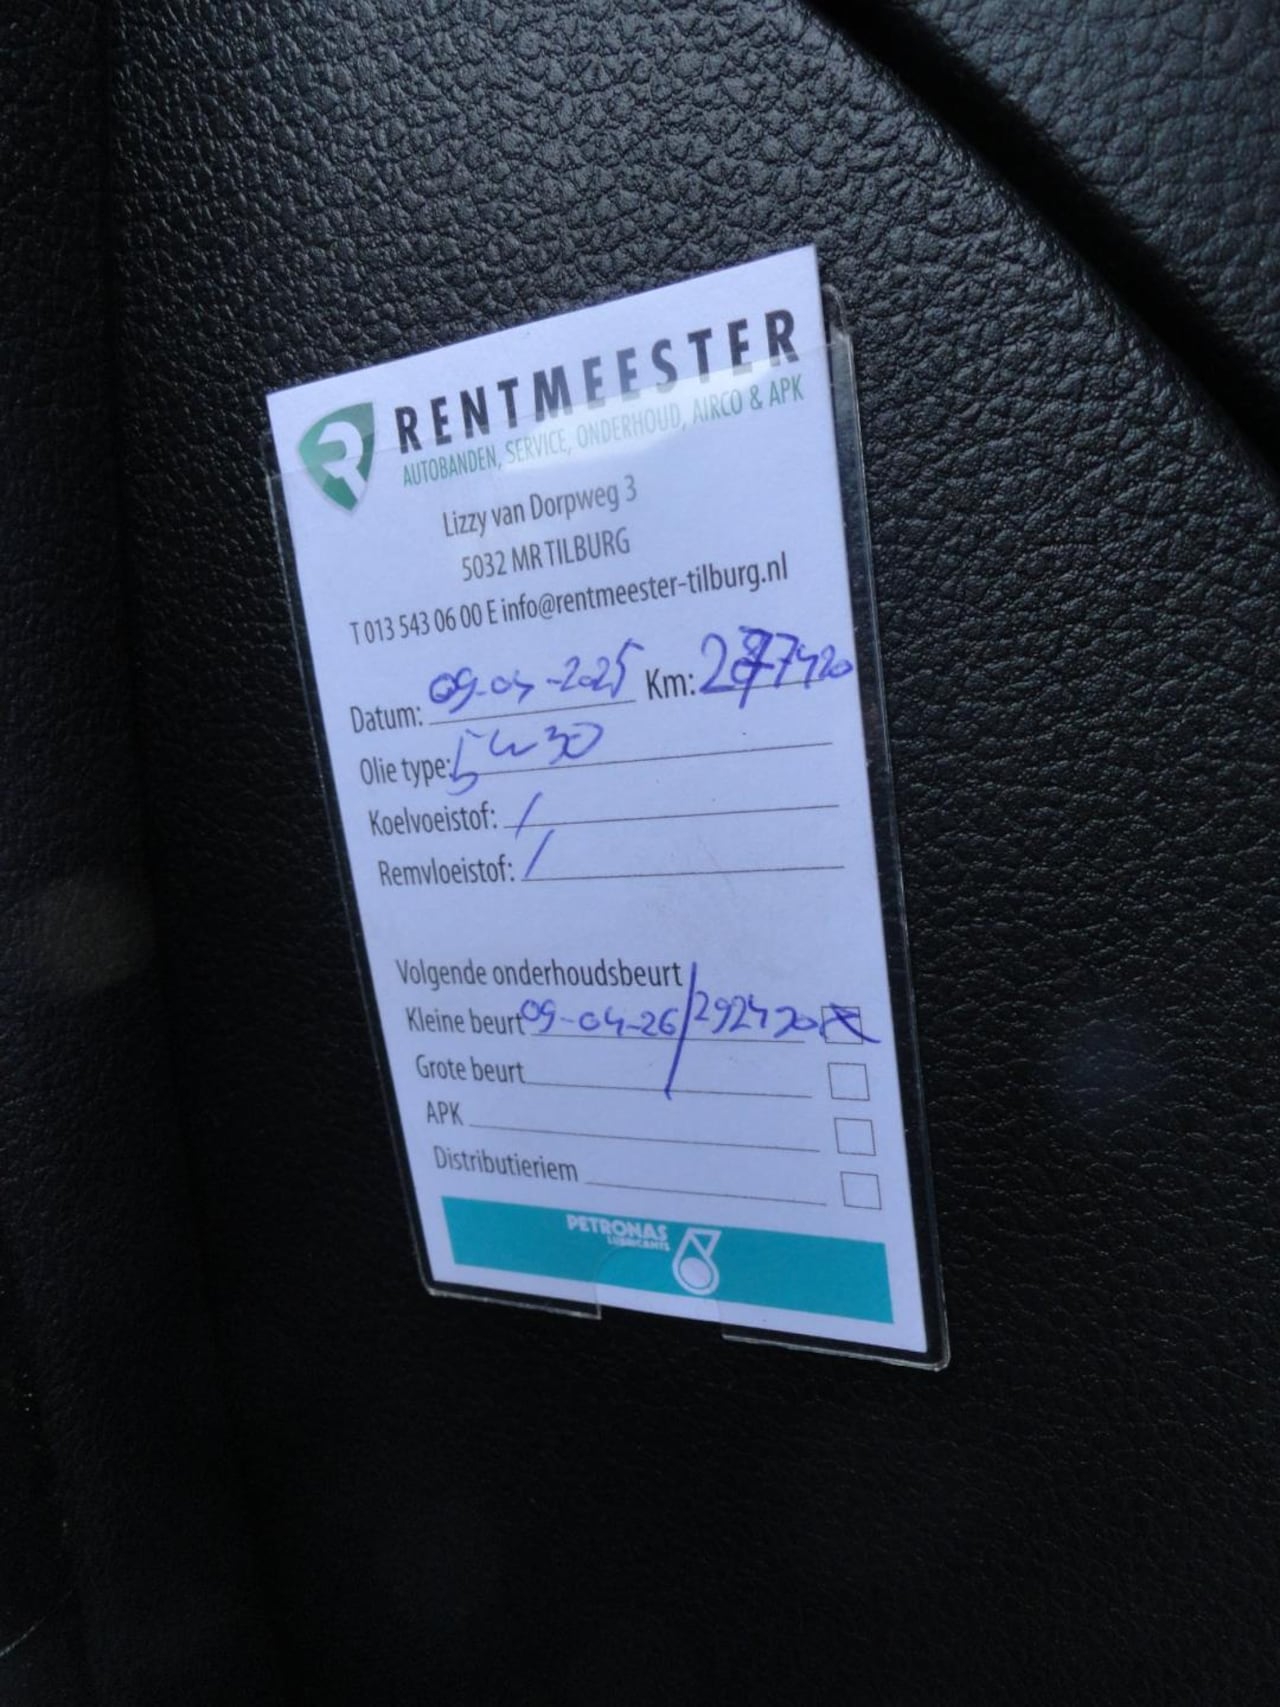 RENTMEESTER
AUTOBANDEN, SERVICE, ONDERHOUD, AIRCO & APK
Lizzy van Dorpweg 3
5032 MR TILBURG
T 013 543 06 00 E info@rentmeester-tilburg.nl
Datum: 09-04-2025 Km:
Olie type: 5W30
Koelvoeistof: /
Remvloeistof: /
Volgende onderhoudsbeurt
Kleine beurt 09-04-26/292420
Grote beurt
APK
Distributieriem
PETRONAS
LUBRICANTS